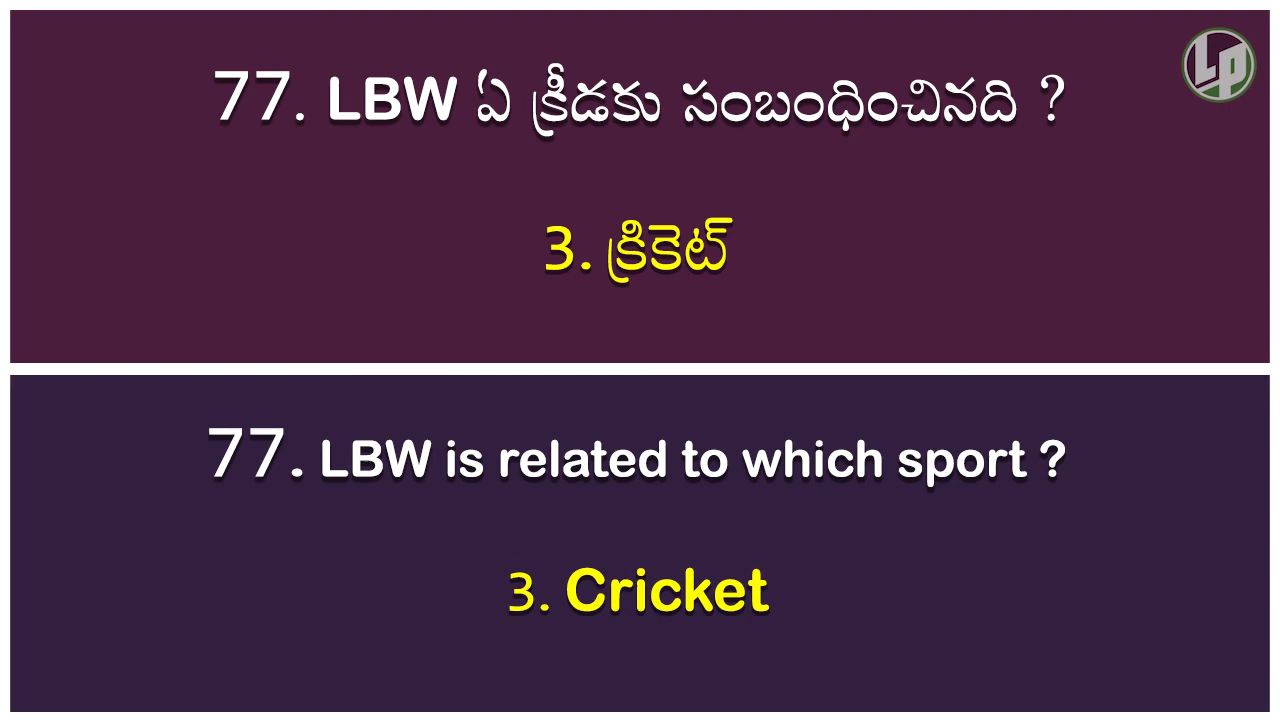 LP
77. LBW ఏ క్రీడకు సంబంధించినది ?
3. క్రికెట్
77. LBW is related to which sport ?
3. Cricket